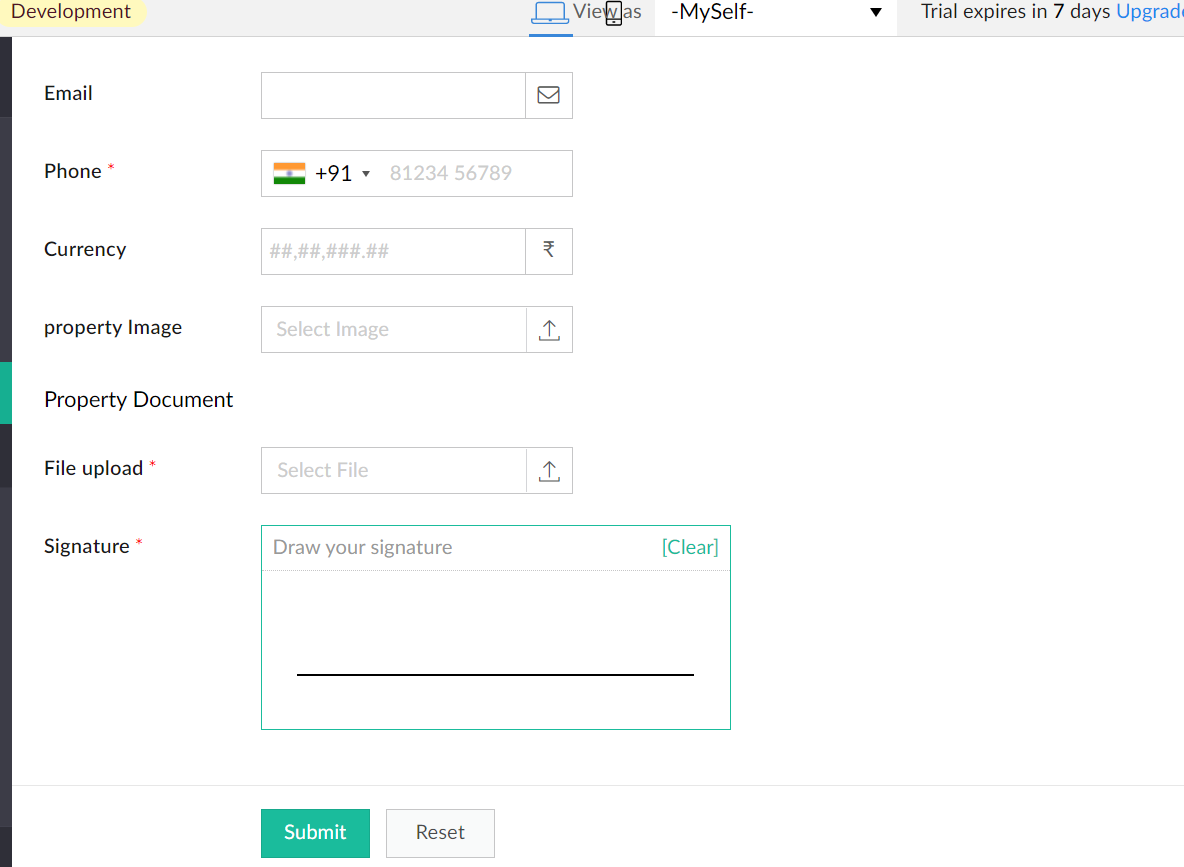 Development View as -MySelf- Trial expires in 7 days Upgrade
Email
Phone *
+91 81234 56789
Currency
##,##,###.## ₹
property Image
Select Image
Property Document
File upload *
Select File
Signature *
Draw your signature [Clear]
Submit Reset